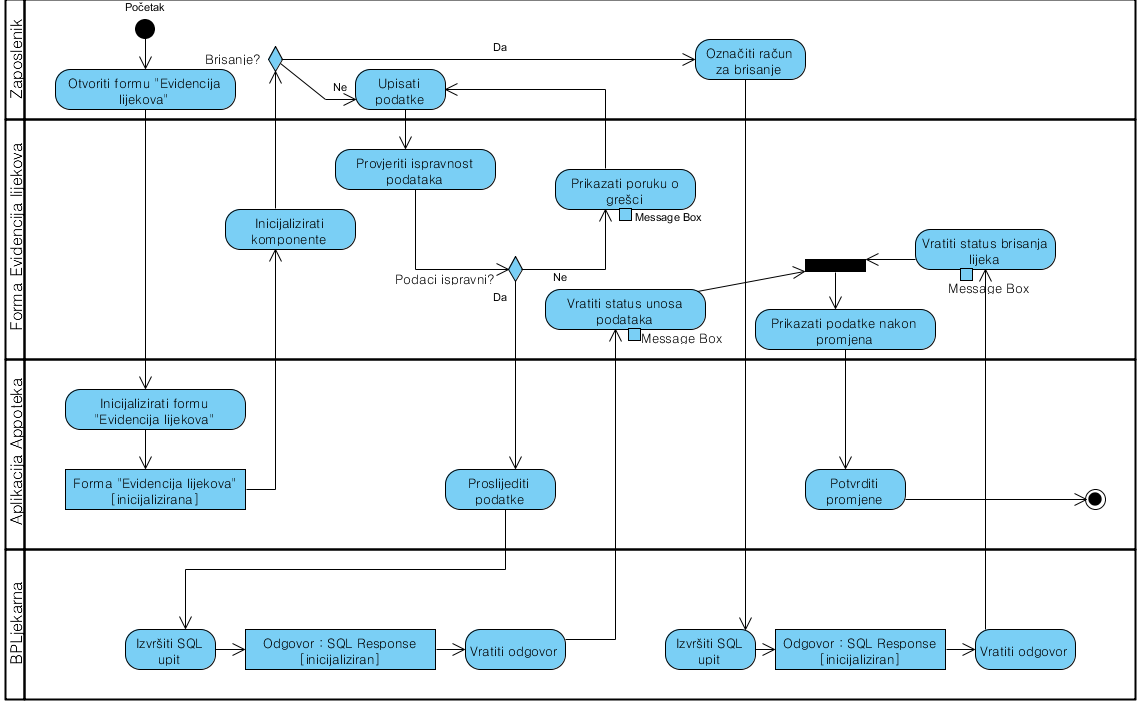 Zaposlenik
Početak
Otvoriti formu "Evidencija
lijekova"
Brisanje?
Da
Ne
Upisati
podatke
Označiti račun
za brisanje
Forma Evidencija lijekova
Provjeriti ispravnost
podataka
Prikazati poruku o
grešci
Message Box
Inicijalizirati
komponente
Podaci ispravni?
Ne
Da
Vratiti status unosa
podataka
Message Box
Vratiti status brisanja
lijeka
Message Box
Prikazati podatke nakon
promjena
Aplikacija Appoteka
Inicijalizirati formu
"Evidencija lijekova"
Forma "Evidencija lijekova"
[inicijalizirana]
Proslijediti
podatke
Potvrditi
promjene
BPLjekarna
Izvršiti SQL
upit
Odgovor : SQL Response
[inicijaliziran]
Vratiti odgovor
Izvršiti SQL
upit
Odgovor : SQL Response
[inicijaliziran]
Vratiti odgovor